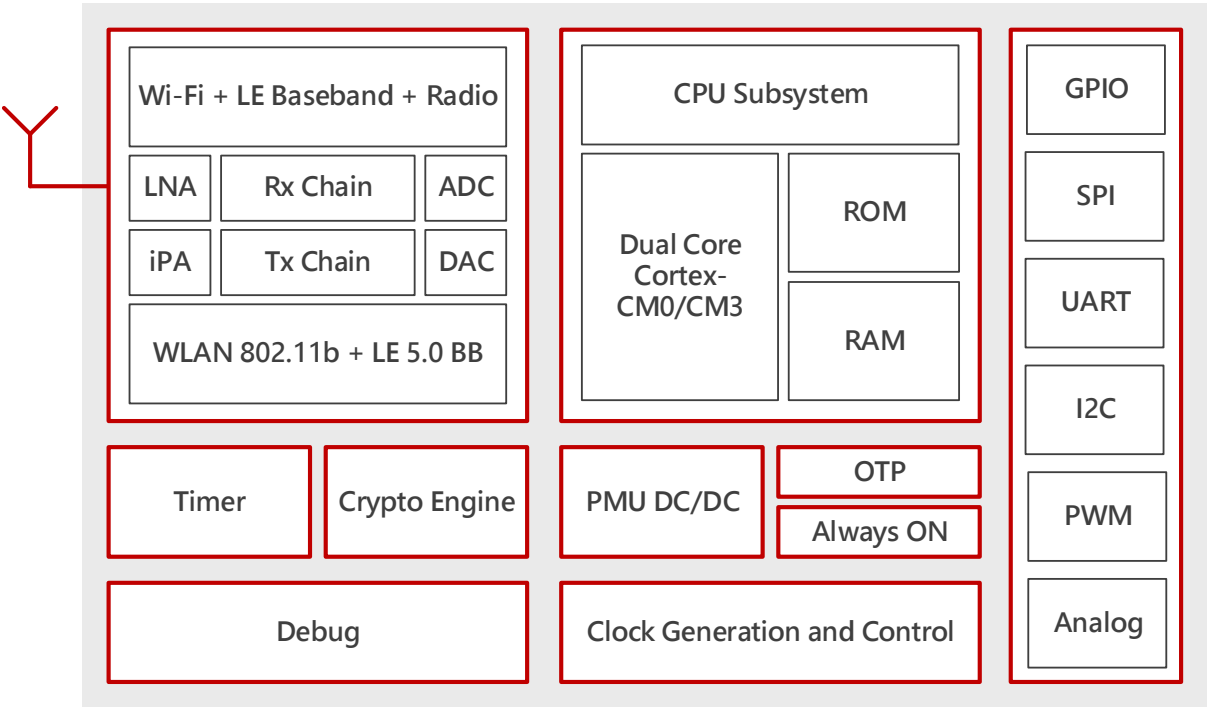 Wi-Fi + LE Baseband + Radio
LNA
Rx Chain
ADC
iPA
Tx Chain
DAC
WLAN 802.11b + LE 5.0 BB
CPU Subsystem
Dual Core
Cortex-
CM0/CM3
ROM
RAM
GPIO
SPI
UART
I2C
PWM
Analog
Timer
Crypto Engine
PMU DC/DC
OTP
Always ON
Debug
Clock Generation and Control